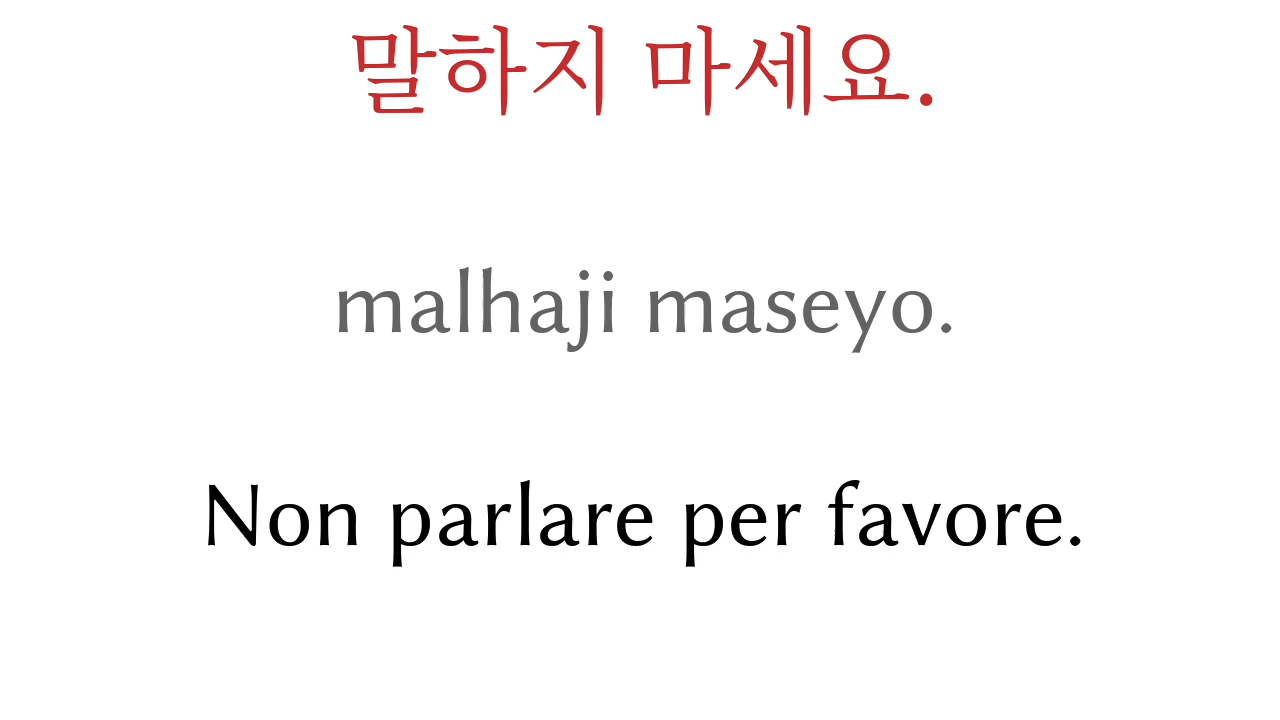 말하지 마세요.
malhaji maseyo.
Non parlare per favore.